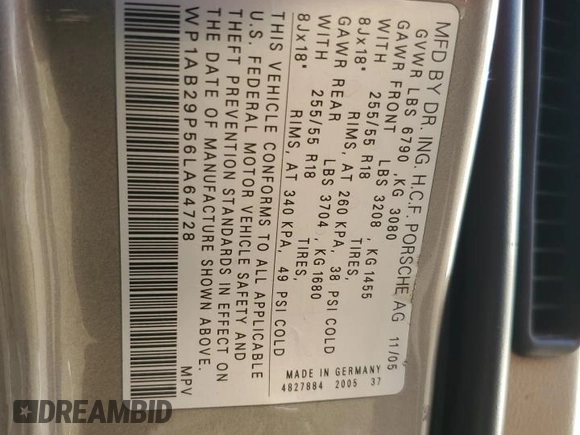 MFD BY DR. ING. H.C.F. PORSCHE AG 11/05
GVWR LBS 6790 ,KG 3080
GAWR FRONT LBS 3208 ,KG1455
WITH 255/55 R18 TIRES,
8Jx18" RIMS, AT 260 KPA, 38 PSI COLD
GAWR REAR LBS 3704 ,KG1680
WITH 255/55 R18 TIRES,
8Jx18" RIMS, AT 340 KPA, 49 PSI COLD
THIS VEHICLE CONFORMS TO ALL APPLICABLE
U.S. FEDERAL MOTOR VEHICLE SAFETY AND
THEFT PREVENTION STANDARDS IN EFFECT ON
THE DATE OF MANUFACTURE SHOWN ABOVE.
WP1AB29P56LA64728 MPV
MADE IN GERMANY
4827884 2005 37
DREAMBID